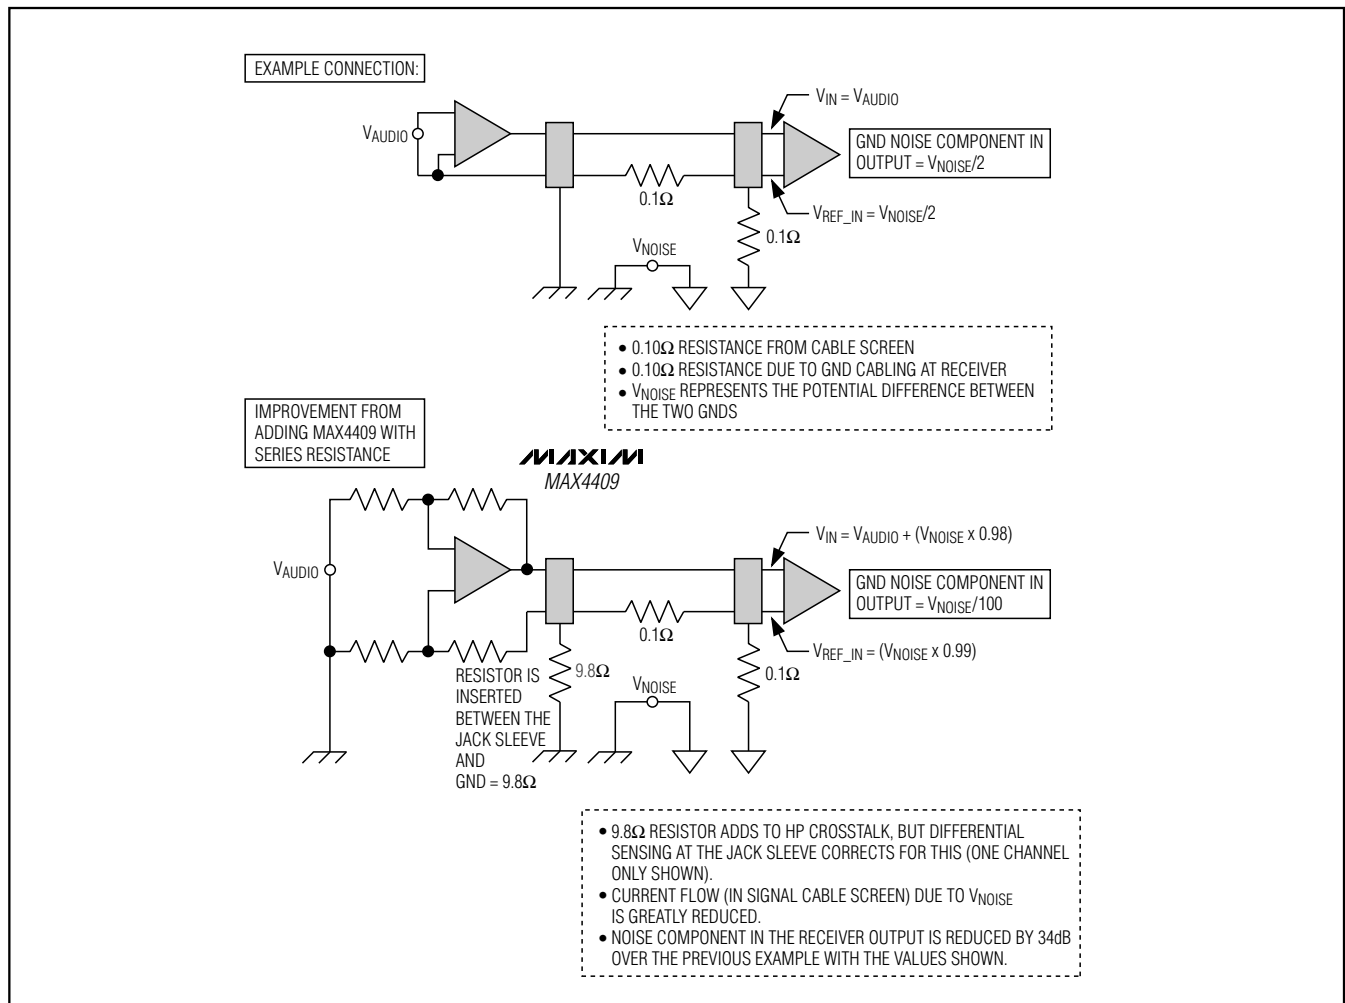 EXAMPLE CONNECTION:
VAUDIO
VIN = VAUDIO
GND NOISE COMPONENT IN
OUTPUT = VNOISE/2
0.1Ω
VREF_IN = VNOISE/2
0.1Ω
VNOISE
• 0.10Ω RESISTANCE FROM CABLE SCREEN
• 0.10Ω RESISTANCE DUE TO GND CABLING AT RECEIVER
• VNOISE REPRESENTS THE POTENTIAL DIFFERENCE BETWEEN
THE TWO GNDS
IMPROVEMENT FROM
ADDING MAX4409 WITH
SERIES RESISTANCE
MAXIM
MAX4409
VAUDIO
VIN = VAUDIO + (VNOISE x 0.98)
GND NOISE COMPONENT IN
OUTPUT = VNOISE/100
0.1Ω
VREF_IN = (VNOISE x 0.99)
9.8Ω
0.1Ω
VNOISE
RESISTOR IS
INSERTED
BETWEEN THE
JACK SLEEVE
AND
GND = 9.8Ω
• 9.8Ω RESISTOR ADDS TO HP CROSSTALK, BUT DIFFERENTIAL
SENSING AT THE JACK SLEEVE CORRECTS FOR THIS (ONE CHANNEL
ONLY SHOWN).
• CURRENT FLOW (IN SIGNAL CABLE SCREEN) DUE TO VNOISE
IS GREATLY REDUCED.
• NOISE COMPONENT IN THE RECEIVER OUTPUT IS REDUCED BY 34dB
OVER THE PREVIOUS EXAMPLE WITH THE VALUES SHOWN.